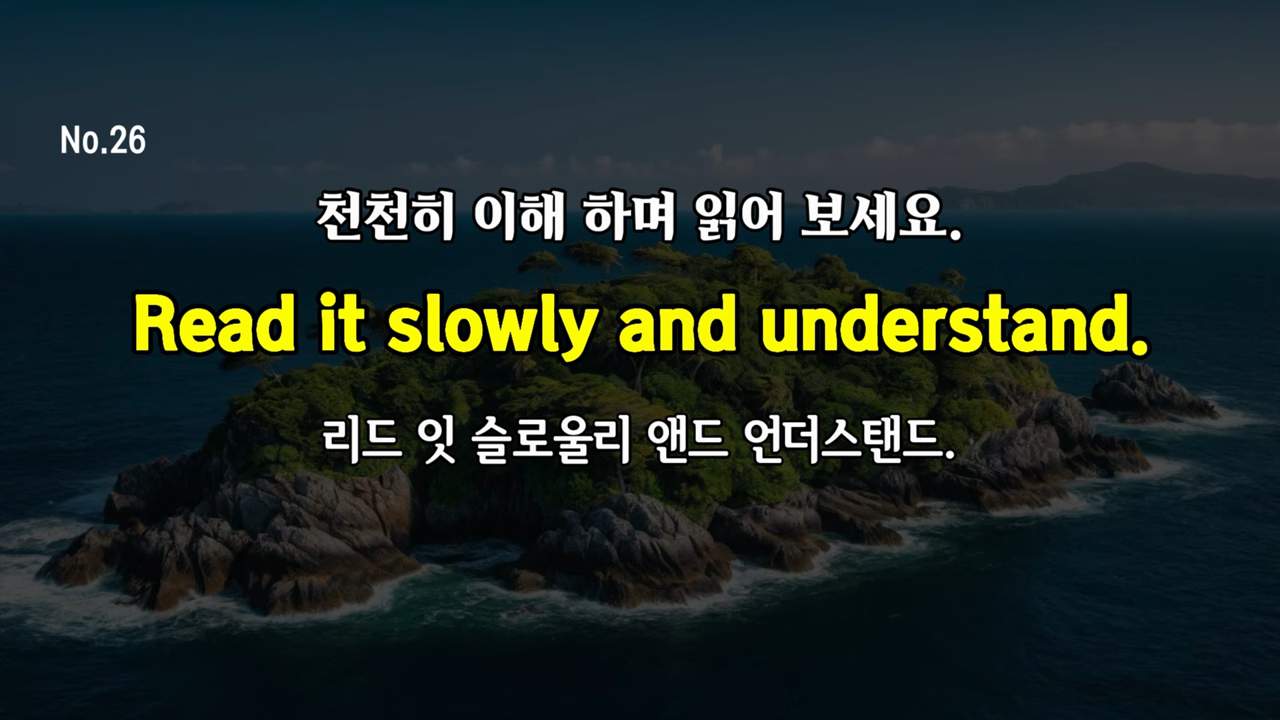 No.26
천천히 이해 하며 읽어 보세요.
Read it slowly and understand.
리드 잇 슬로울리 앤드 언더스탠드.